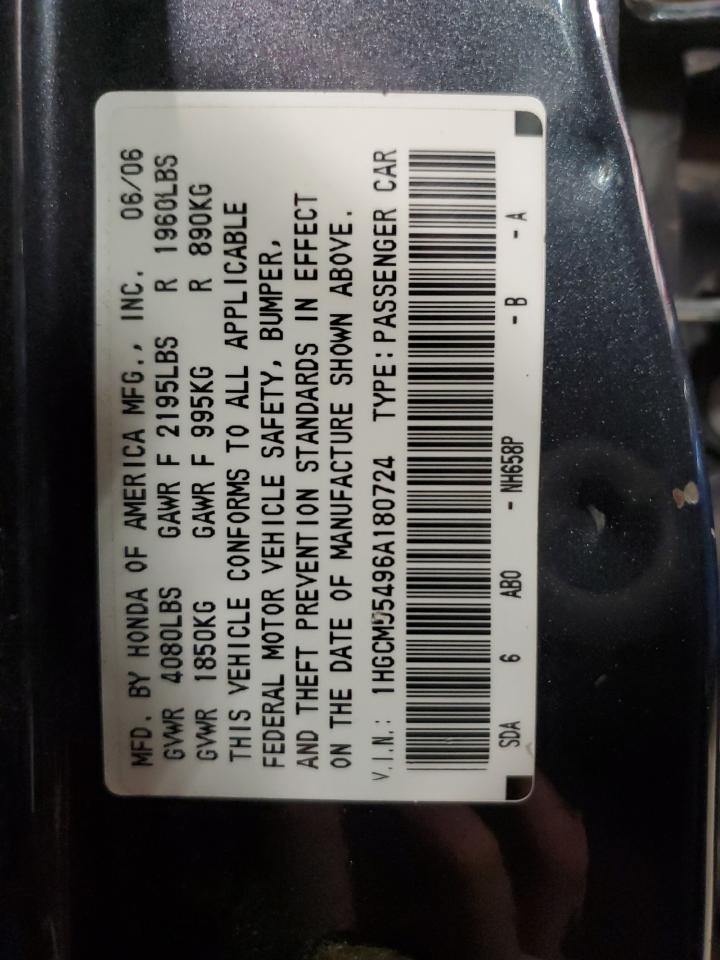 MFD. BY HONDA OF AMERICA MFG., INC. 06/06
GVWR 4080LBS GAWR F 2195LBS R 1960LBS
GVWR 1850KG GAWR F 995KG R 890KG
THIS VEHICLE CONFORMS TO ALL APPLICABLE
FEDERAL MOTOR VEHICLE SAFETY, BUMPER,
AND THEFT PREVENTION STANDARDS IN EFFECT
ON THE DATE OF MANUFACTURE SHOWN ABOVE.
V.I.N.: 1HGCM55496A180724 TYPE:PASSENGER CAR
SDA 6 AB0 - NH658P - B - A